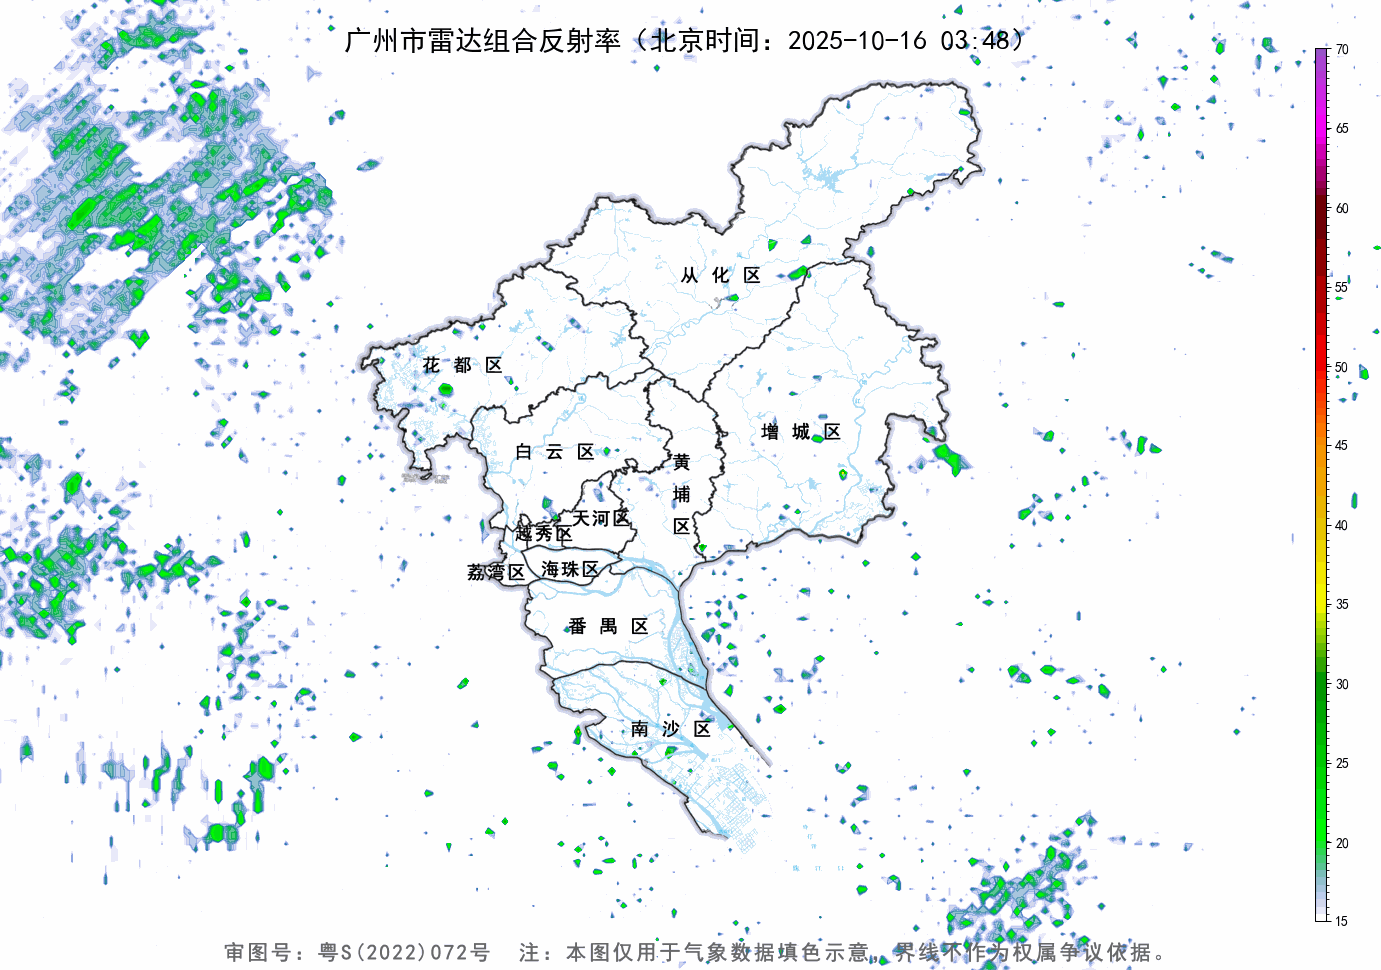 广州市雷达组合反射率（北京时间：2025-10-16 03:48）
70
65
60
55
50
45
40
35
30
25
20
15
从化区
花都区
增城区
白云区
黄埔区
天河区
越秀区
荔湾区
海珠区
番禺区
南沙区
审图号：粤S(2022)072号 注：本图仅用于气象数据填色示意，界线不作为权属争议依据。